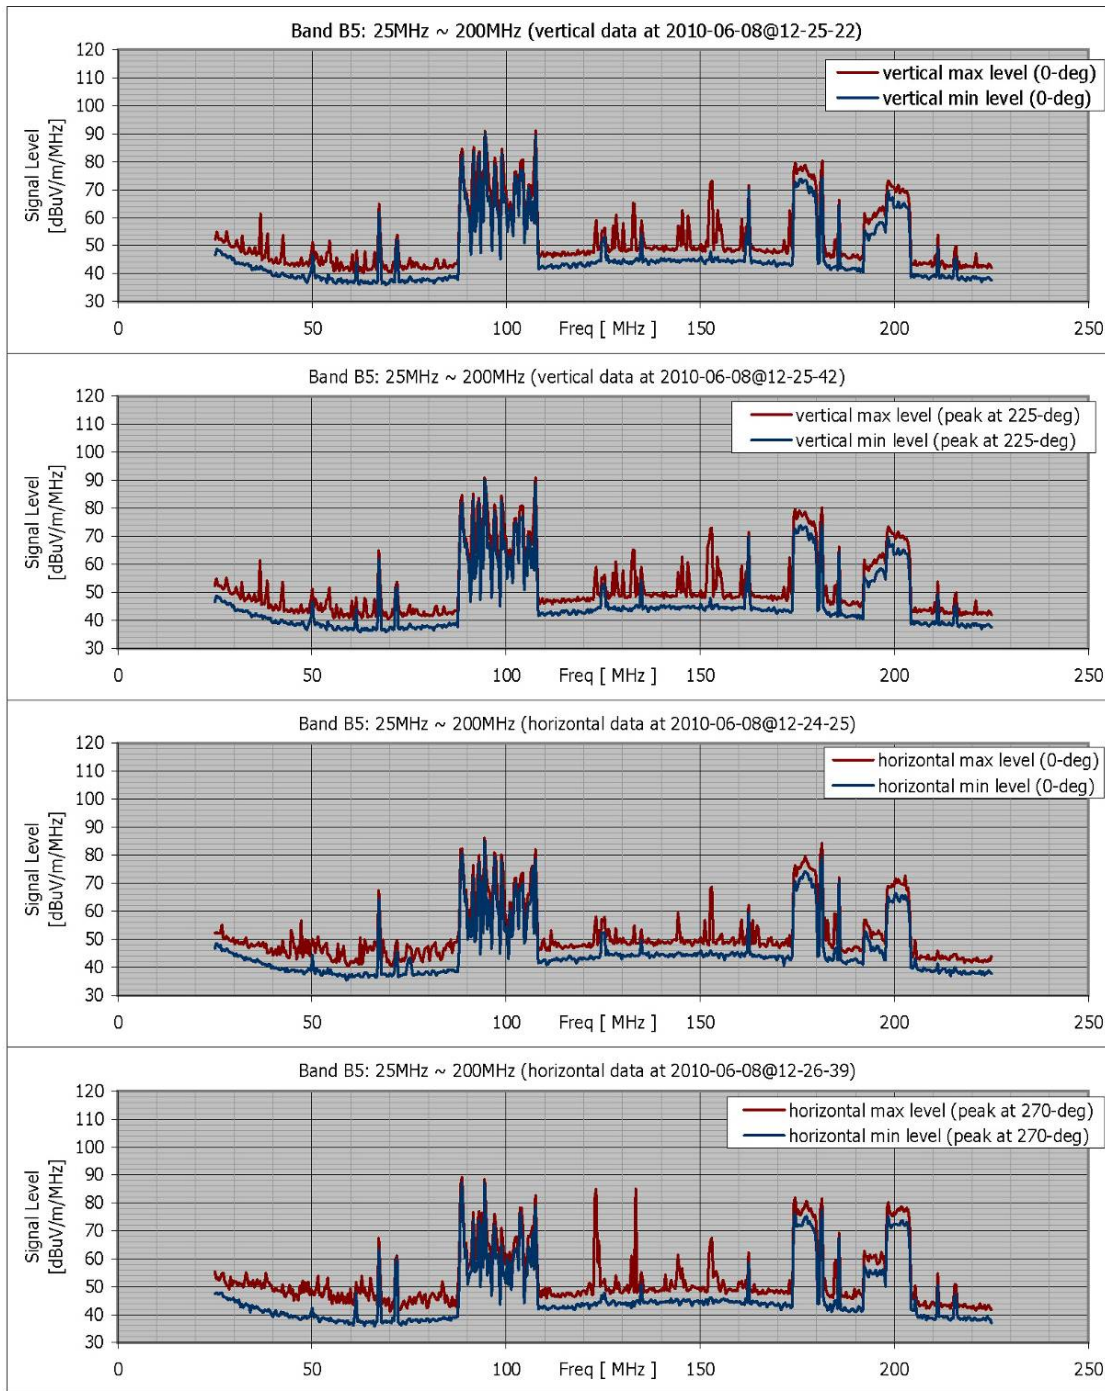 Band B5: 25MHz ~ 200MHz (vertical data at 2010-06-08@12-25-22)
120
110
100
90
80
70
60
50
40
30
Signal Level
[dBuV/m/MHz]
vertical max level (0-deg)
vertical min level (0-deg)
0 50 100 150 200 250
Freq [ MHz ]
Band B5: 25MHz ~ 200MHz (vertical data at 2010-06-08@12-25-42)
120
110
100
90
80
70
60
50
40
30
Signal Level
[dBuV/m/MHz]
vertical max level (peak at 225-deg)
vertical min level (peak at 225-deg)
0 50 100 150 200 250
Freq [ MHz ]
Band B5: 25MHz ~ 200MHz (horizontal data at 2010-06-08@12-24-25)
120
110
100
90
80
70
60
50
40
30
Signal Level
[dBuV/m/MHz]
horizontal max level (0-deg)
horizontal min level (0-deg)
0 50 100 150 200 250
Freq [ MHz ]
Band B5: 25MHz ~ 200MHz (horizontal data at 2010-06-08@12-26-39)
120
110
100
90
80
70
60
50
40
30
Signal Level
[dBuV/m/MHz]
horizontal max level (peak at 270-deg)
horizontal min level (peak at 270-deg)
0 50 100 150 200 250
Freq [ MHz ]